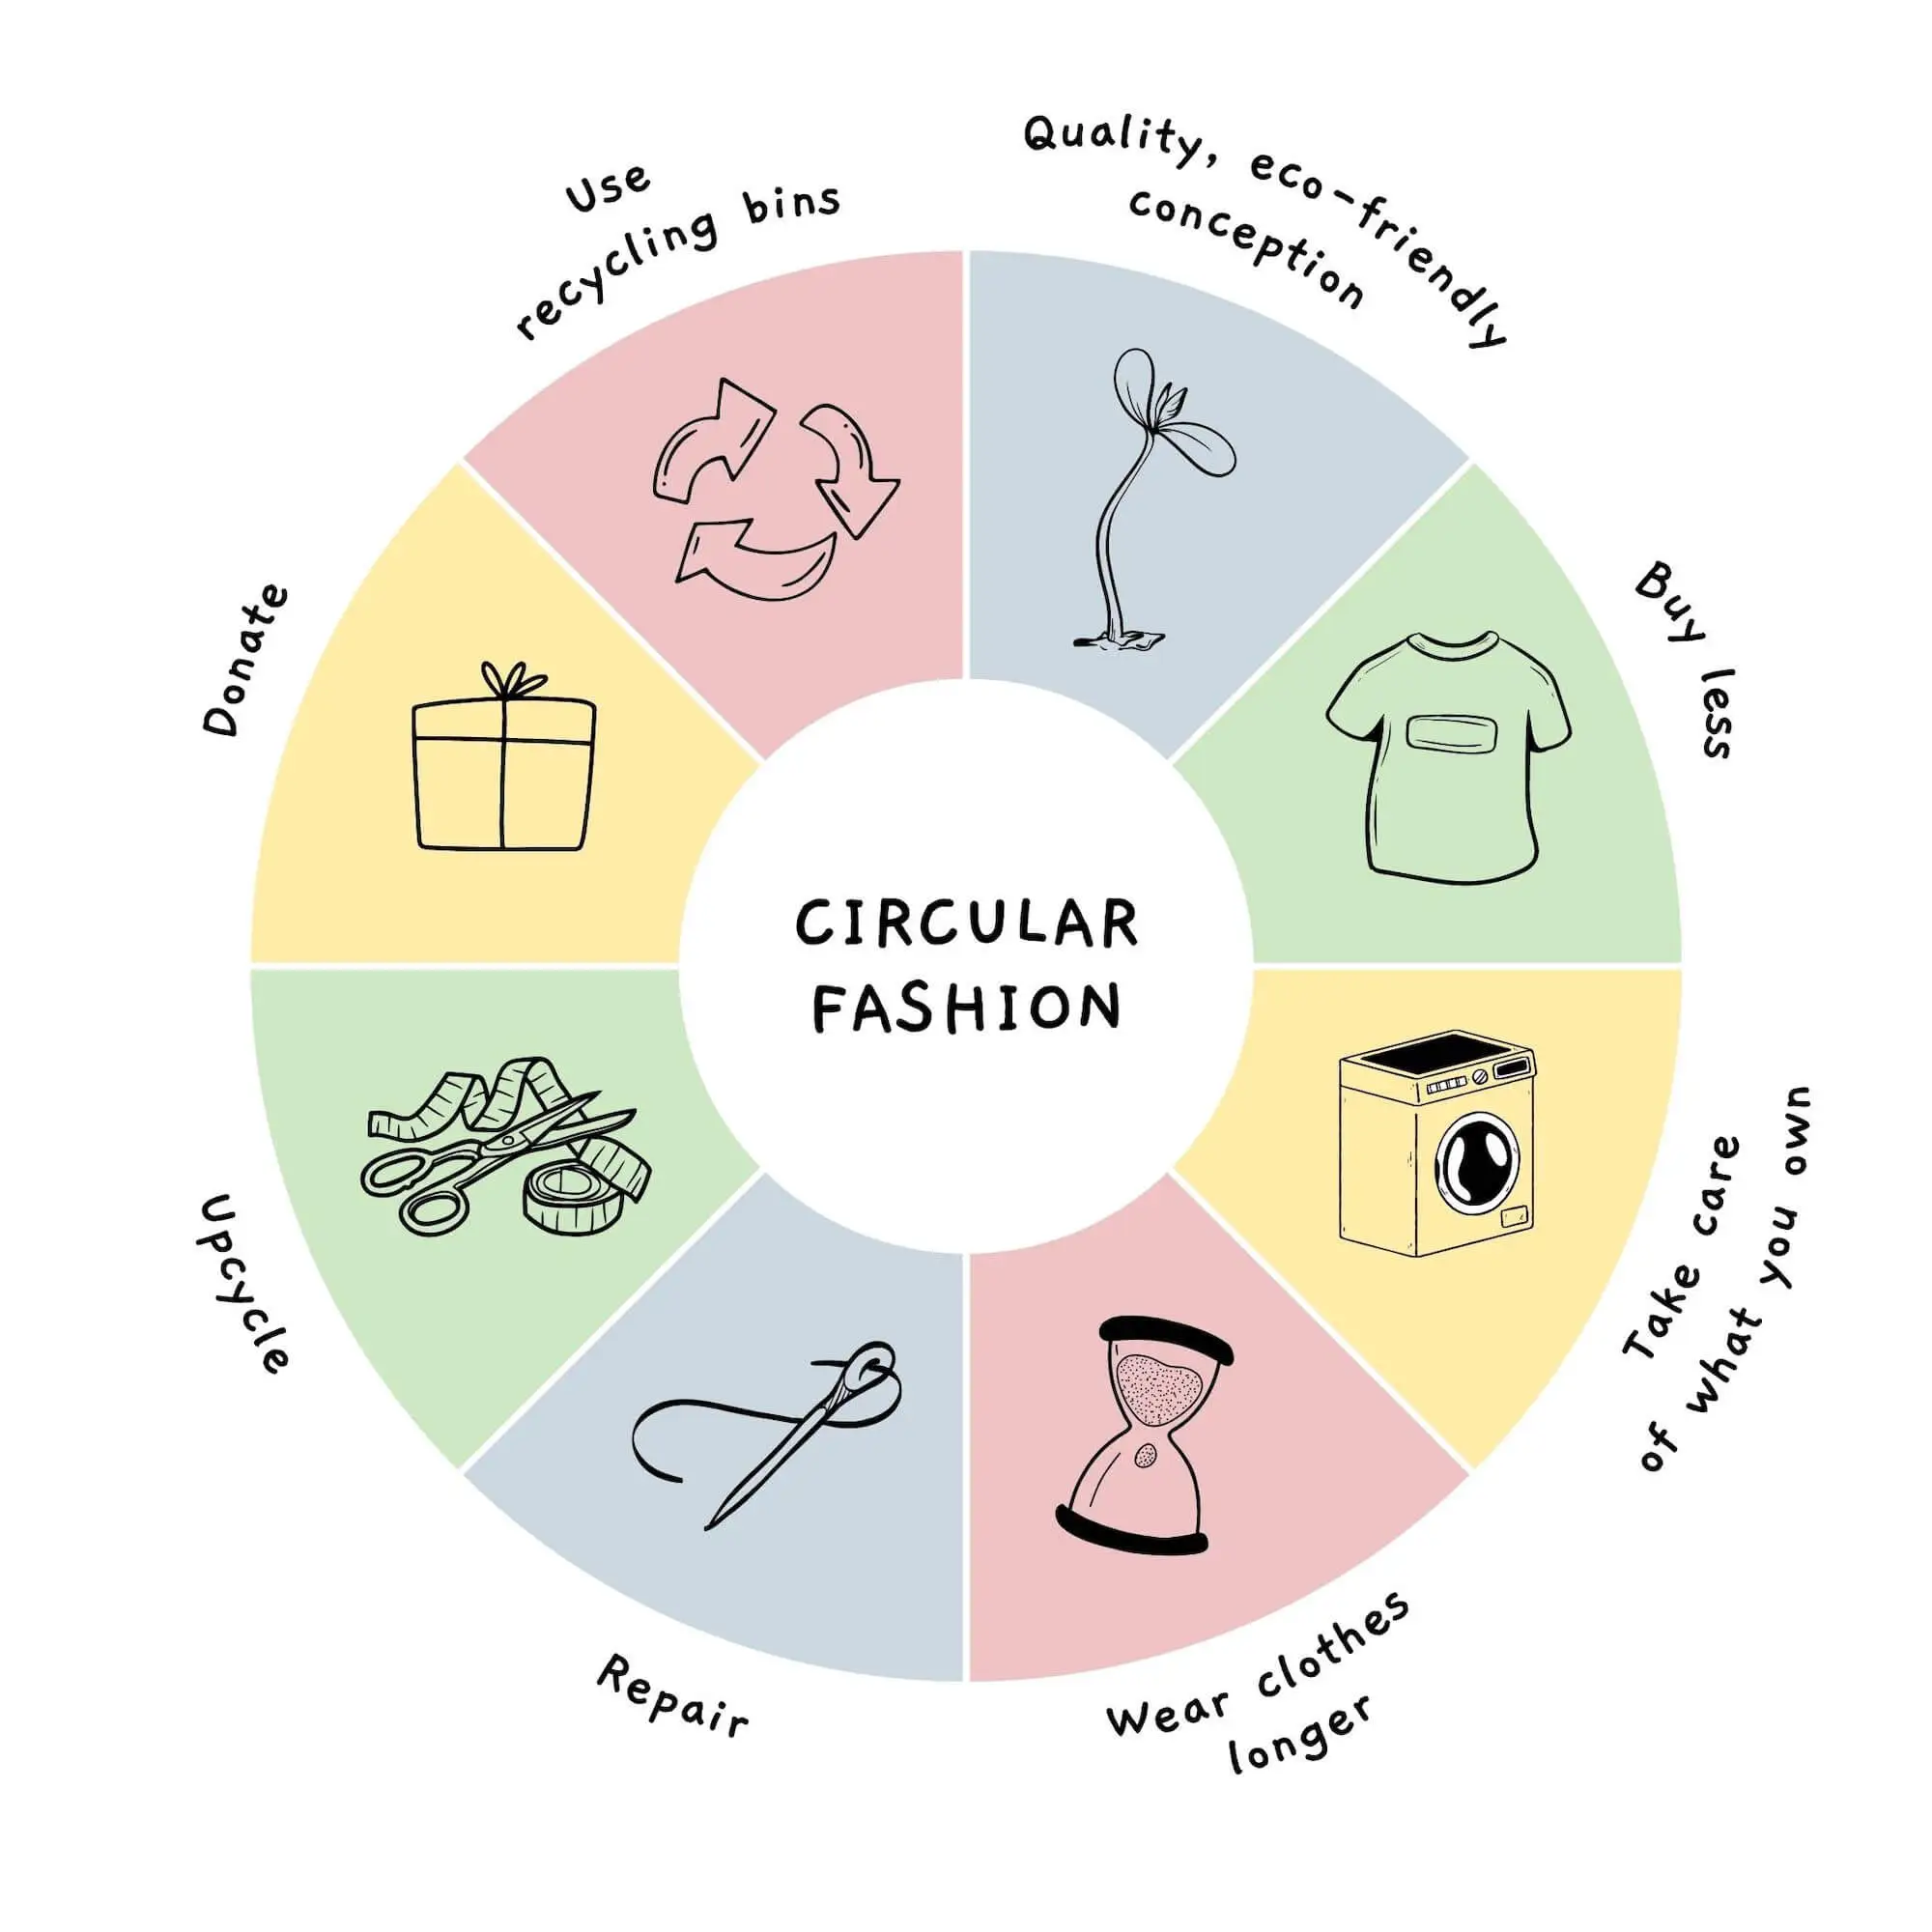 CIRCULAR
FASHION
Quality, eco-friendly
conception
Buy less
Take care
of what you own
Wear clothes
longer
Repair
Upcycle
Donate
Use
recycling bins